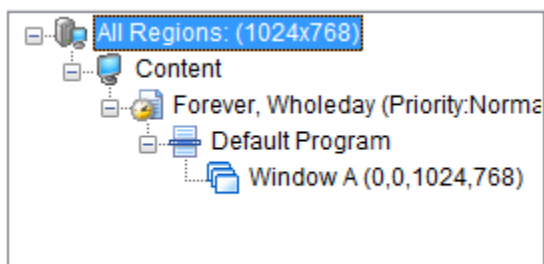 All Regions: (1024x768)
Content
Forever, Wholeday (Priority:Norma
Default Program
Window A (0,0,1024,768)